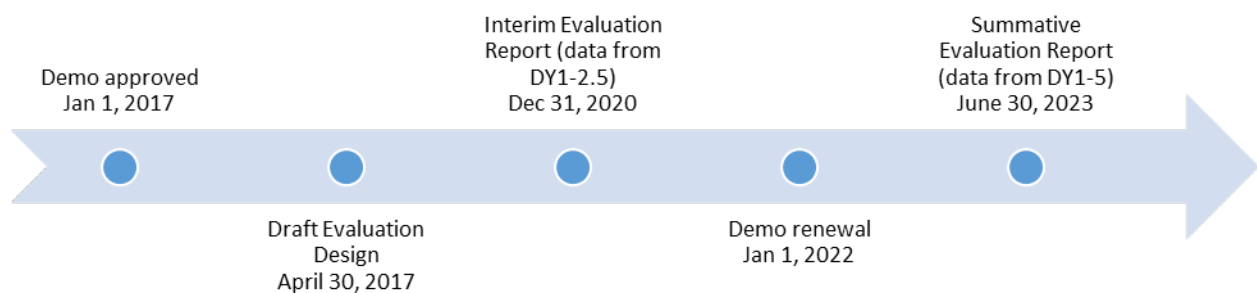 Demo approved
Jan 1, 2017
Draft Evaluation
Design
April 30, 2017
Interim Evaluation
Report (data from
DY1-2.5)
Dec 31, 2020
Demo renewal
Jan 1, 2022
Summative
Evaluation Report
(data from DY1-5)
June 30, 2023